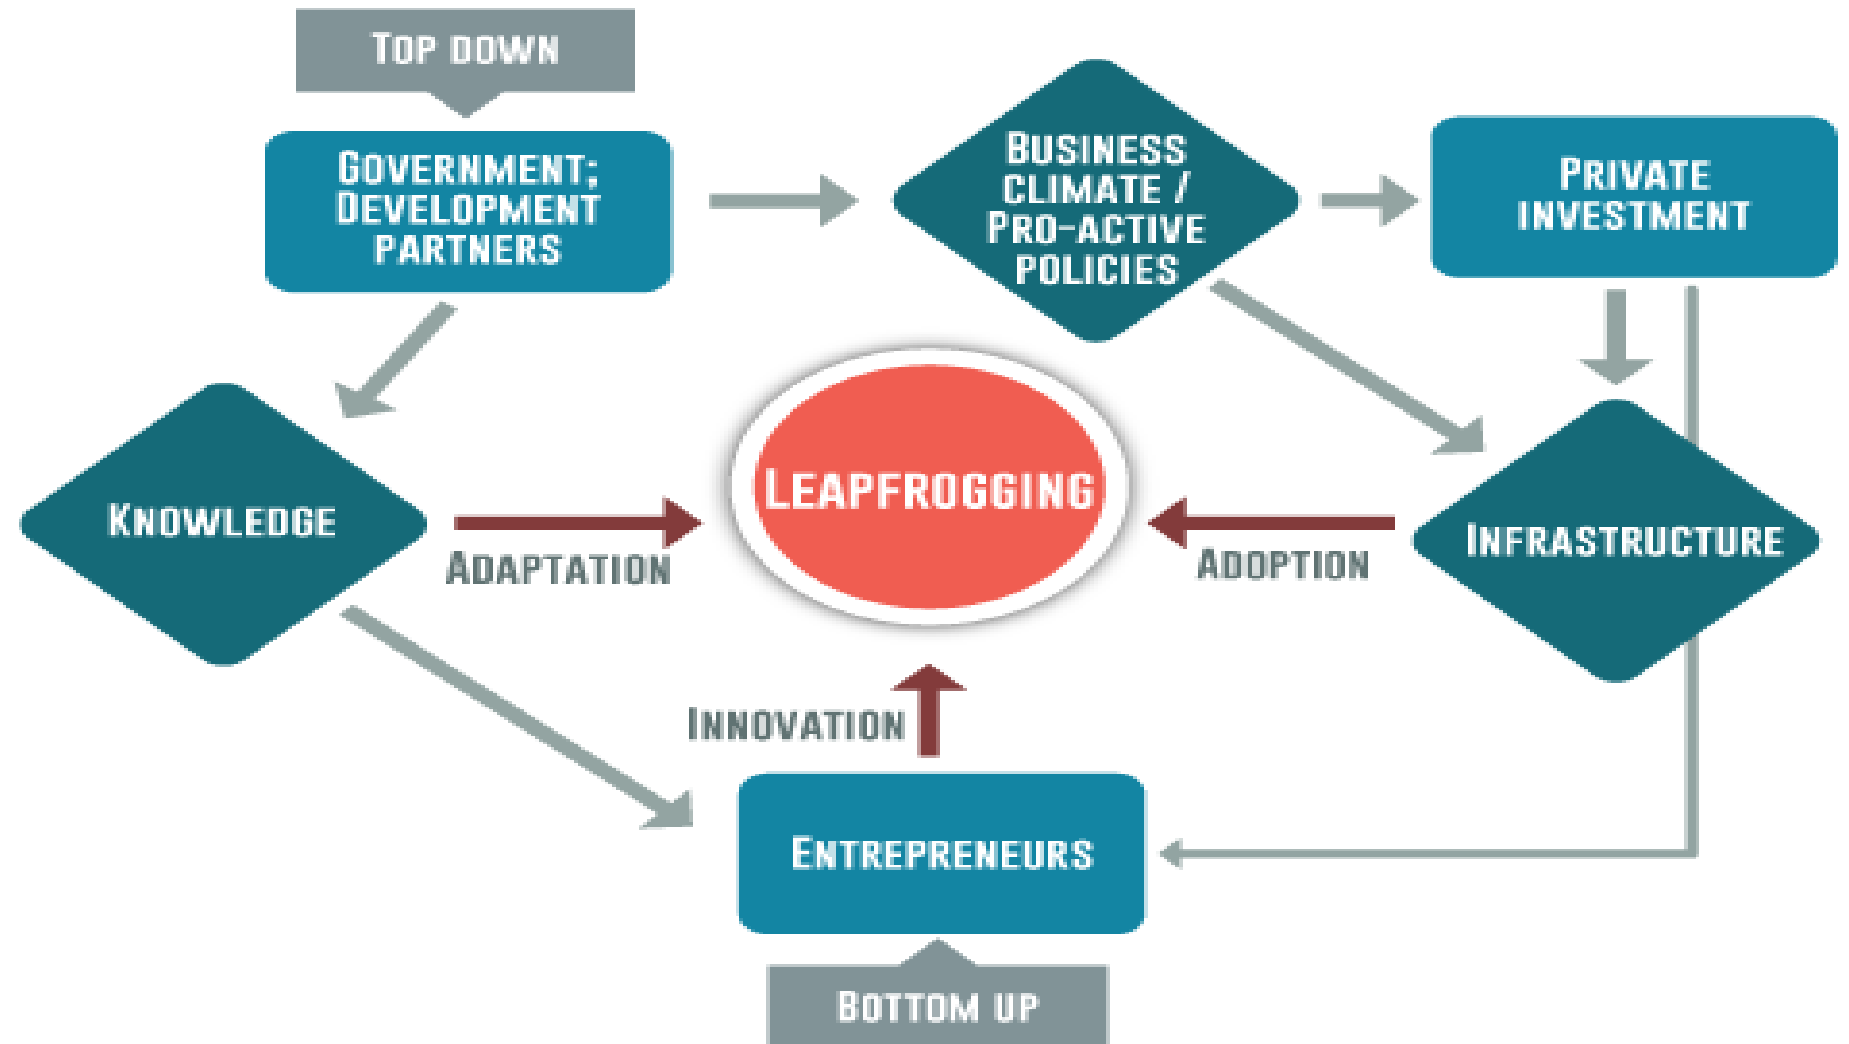 TOP DOWN
GOVERNMENT;
DEVELOPMENT
PARTNERS
BUSINESS
CLIMATE /
PRO-ACTIVE
POLICIES
PRIVATE
INVESTMENT
KNOWLEDGE
ADAPTATION
LEAPFROGGING
ADOPTION
INFRASTRUCTURE
INNOVATION
ENTREPRENEURS
BOTTOM UP